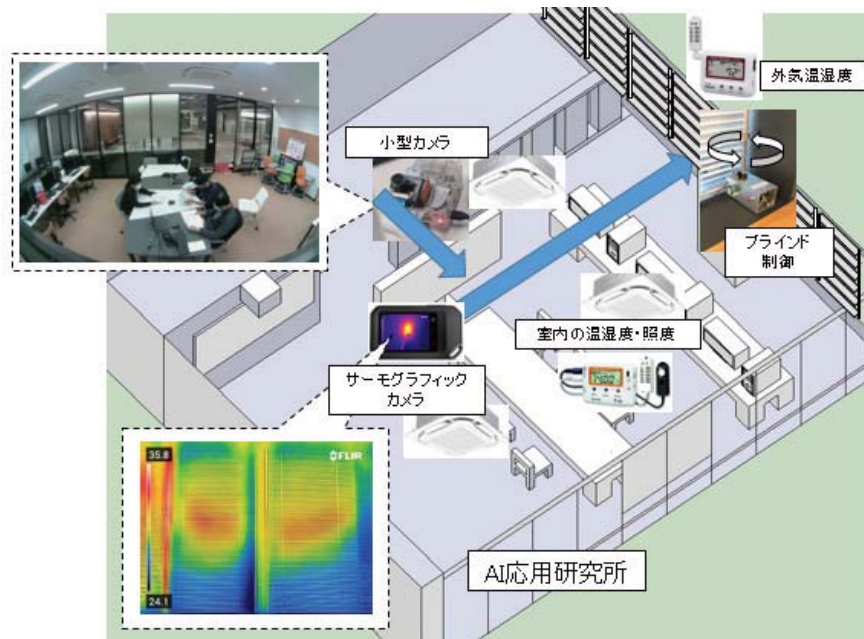 外気温湿度
小型カメラ
ブラインド
制御
室内の温湿度・照度
サーモグラフィック
カメラ
35.8
FLIR
24.1
AI応用研究所